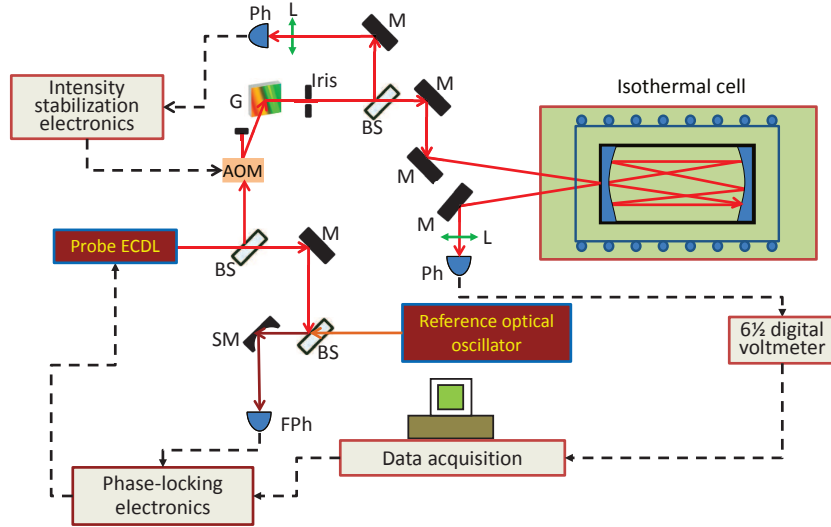 Ph
L
M
Isothermal cell
Intensity
stabilization
electronics
G
Iris
M
BS
AOM
M
M
L
Probe ECDL
BS
M
Ph
SM
BS
Reference optical
oscillator
6½ digital
voltmeter
FPh
Data acquisition
Phase-locking
electronics